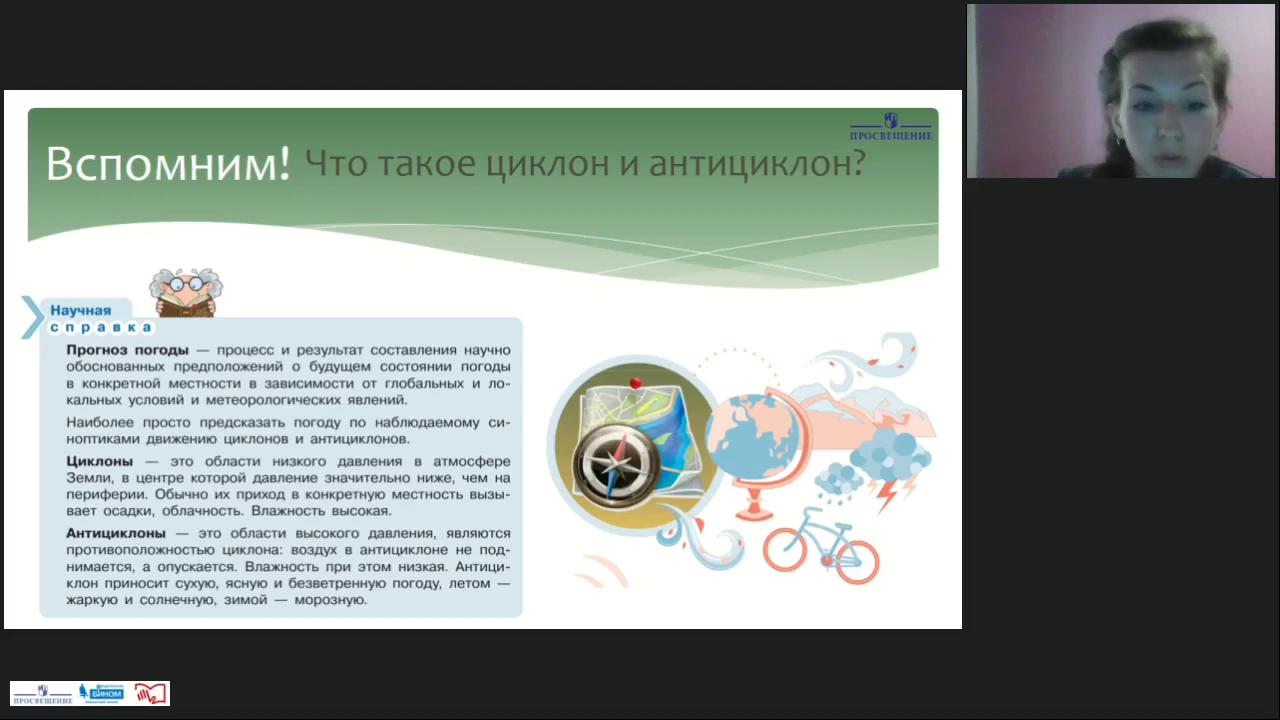 ПРОСВЕЩЕНИЕ
Вспомним! Что такое циклон и антициклон?
Научная
справка
Прогноз погоды — процесс и результат составления научно
обоснованных предположений о будущем состоянии погоды
в конкретной местности в зависимости от глобальных и ло-
кальных условий и метеорологических явлений.
Наиболее просто предсказать погоду по наблюдаемому си-
ноптиками движению циклонов и антициклонов.
Циклоны — это области низкого давления в атмосфере
Земли, в центре которой давление значительно ниже, чем на
периферии. Обычно их приход в конкретную местность вызы-
вает осадки, облачность. Влажность высокая.
Антициклоны — это области высокого давления, являются
противоположностью циклона: воздух в антициклоне не под-
нимается, а опускается. Влажность при этом низкая. Антици-
клон приносит сухую, ясную и безветренную погоду, летом —
жаркую и солнечную, зимой — морозную.
ПРОСВЕЩЕНИЕ
БИНОМ